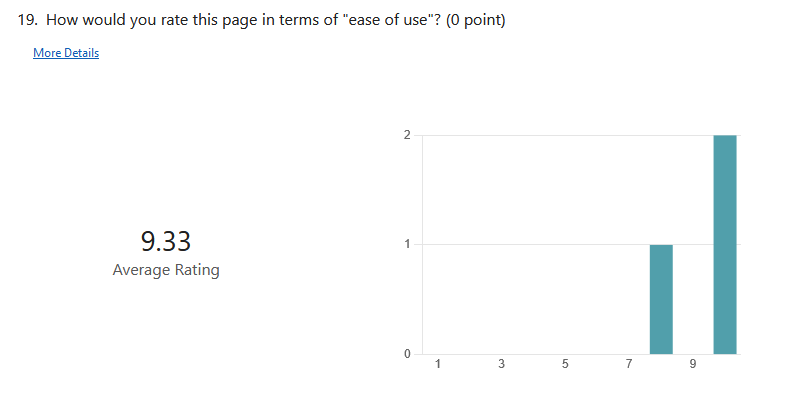 19. How would you rate this page in terms of "ease of use"? (0 point)
More Details
9.33
Average Rating
2
1
0
1 3 5 7 9